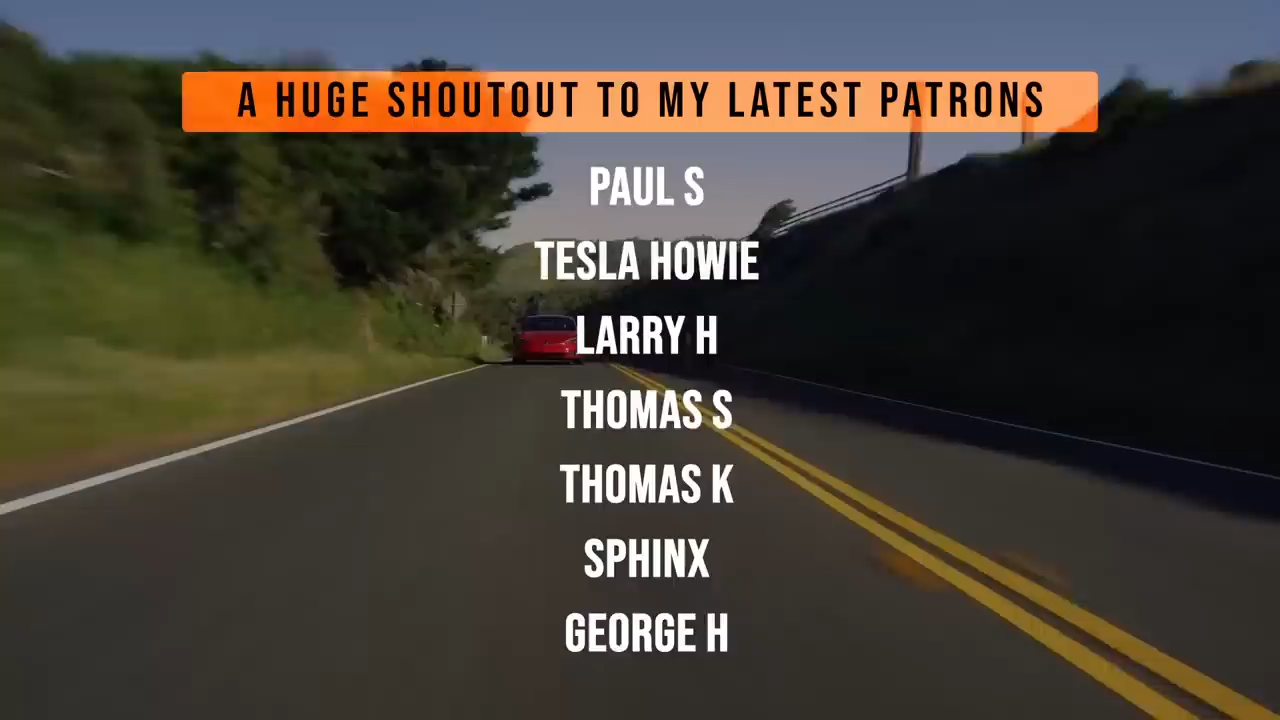 A HUGE SHOUTOUT TO MY LATEST PATRONS
PAUL S
TESLA HOWIE
LARRY H
THOMAS S
THOMAS K
SPHINX
GEORGE H